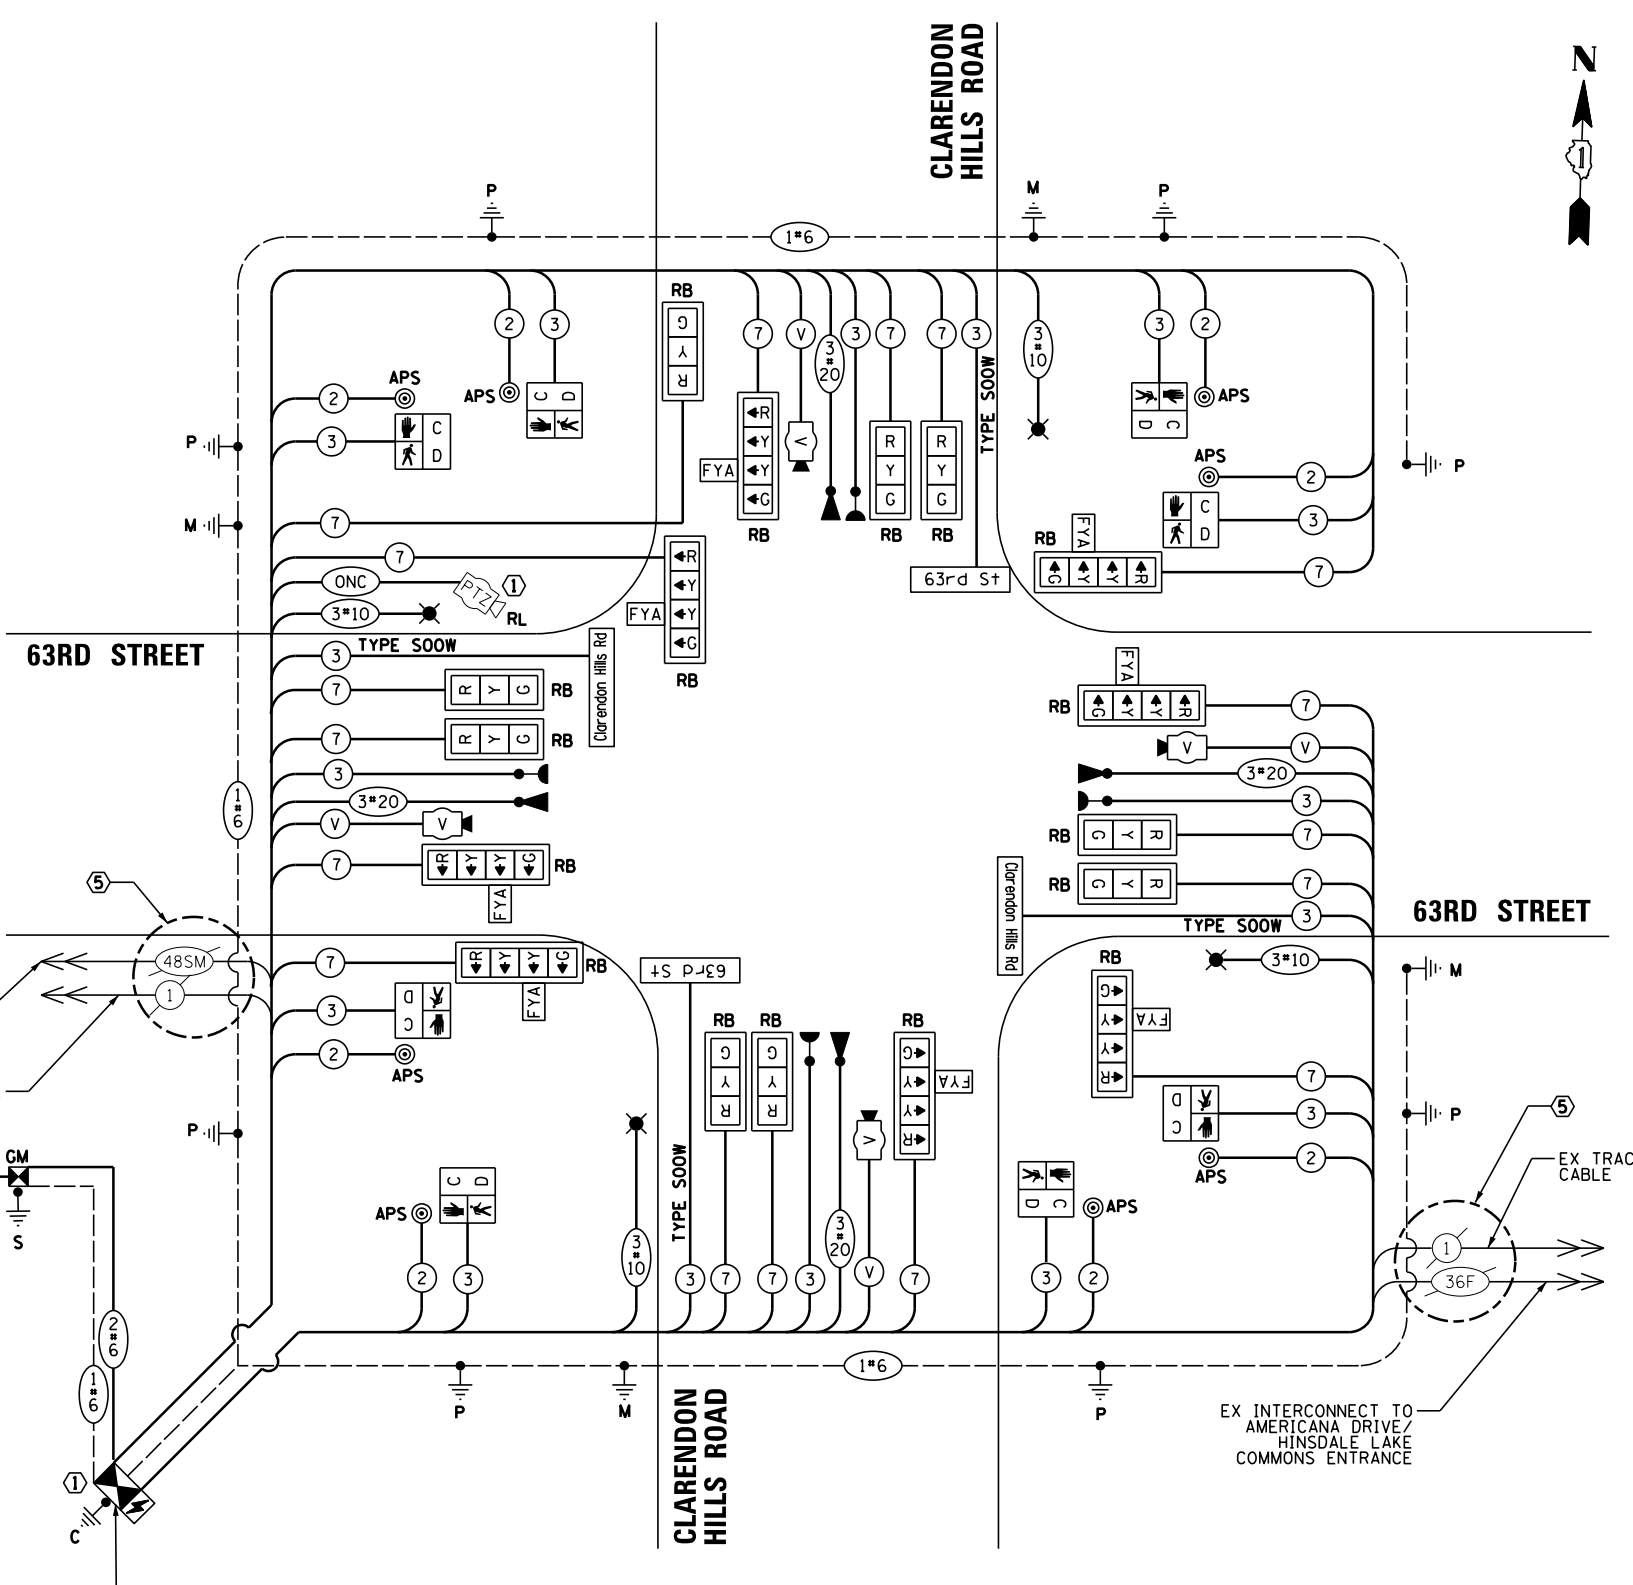 CLARENDON
HILLS ROAD
N
1
P
M
P
1#6
RB
G
Y
R
2
3
7
V
3
#
20
3
7
7
3
TYPE SOOW
3
#
10
3
2
APS
2
APS
C D
APS
D C
3
C
D
P
R
Y
Y
G
FYA
RB
V
R
Y
G
RB
R
Y
G
RB
63rd St
APS
2
P
C
D
3
RB
FYA
G Y Y R
7
M
7
7
ONC
PTZ
1
RL
3#10
R
Y
Y
G
FYA
RB
63RD STREET
3
TYPE SOOW
Clarendon Hills Rd
7
R Y G
RB
7
R Y G
RB
3
3#20
V
V
7
R Y Y G
RB
FYA
1
#
6
FYA
RB
G Y Y R
7
V
V
3#20
3
RB
G Y R
7
RB
G Y R
7
Clarendon Hills Rd
3
TYPE SOOW
63RD STREET
5
48SM
1
7
R Y Y G
RB
FYA
3
D
C
2
APS
P
63rd St
RB
G
Y
R
RB
G
Y
R
RB
G
Y
Y
R
FYA
V
3#10
M
RB
G
Y
Y
R
FYA
7
D
C
3
P
APS
2
5
EX TRAC
CABLE
1
36F
GM
S
2
#
6
1
#
6
APS
C D
2
3
3
#
10
TYPE SOOW
3
7
7
3
3
#
20
V
7
D C
APS
3
2
P
M
1#6
P
CLARENDON
HILLS ROAD
EX INTERCONNECT TO
AMERICANA DRIVE/
HINSDALE LAKE
COMMONS ENTRANCE
1
C